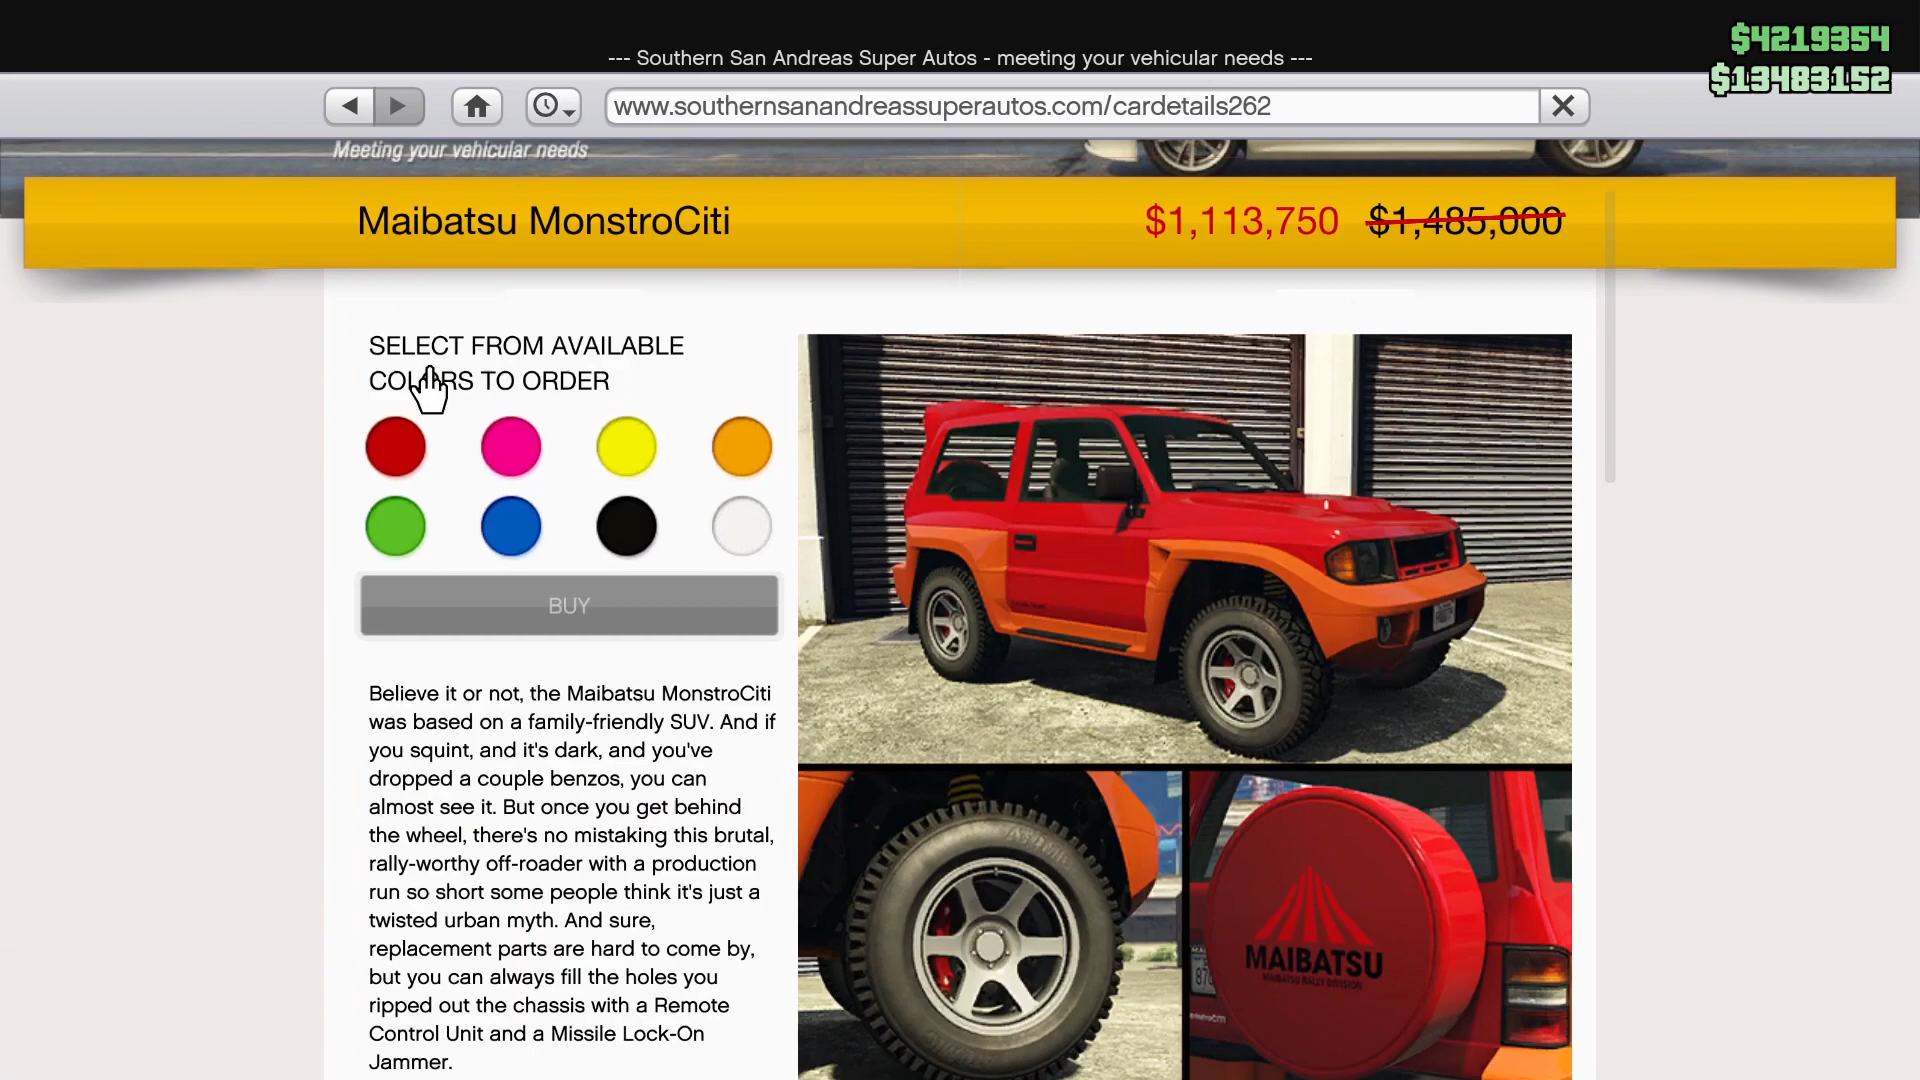 --- Southern San Andreas Super Autos - meeting your vehicular needs ---
$4219354
$13483152
www.southernsanandreassuperautos.com/cardetails262
Meeting your vehicular needs
Maibatsu MonstroCiti
$1,113,750 $1,485,000
SELECT FROM AVAILABLE
COLORS TO ORDER
BUY
Believe it or not, the Maibatsu MonstroCiti
was based on a family-friendly SUV. And if
you squint, and it's dark, and you've
dropped a couple benzos, you can
almost see it. But once you get behind
the wheel, there's no mistaking this brutal,
rally-worthy off-roader with a production
run so short some people think it's just a
twisted urban myth. And sure,
replacement parts are hard to come by,
but you can always fill the holes you
ripped out the chassis with a Remote
Control Unit and a Missile Lock-On
Jammer.
MAIBATSU
MAIBATSU RALLY DIVISION